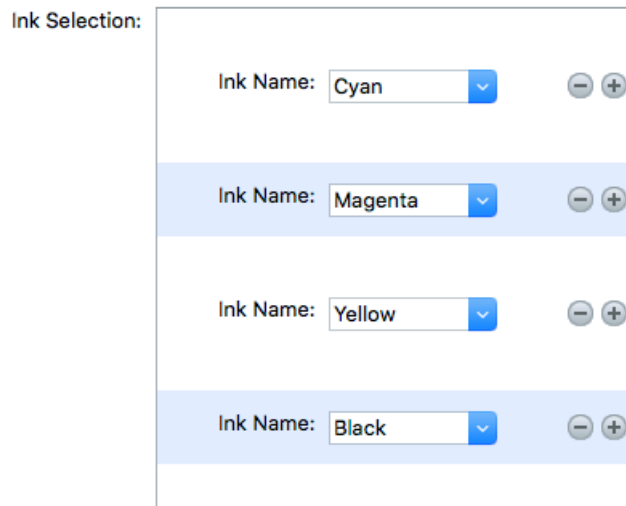 Ink Selection:
Ink Name: Cyan
Ink Name: Magenta
Ink Name: Yellow
Ink Name: Black